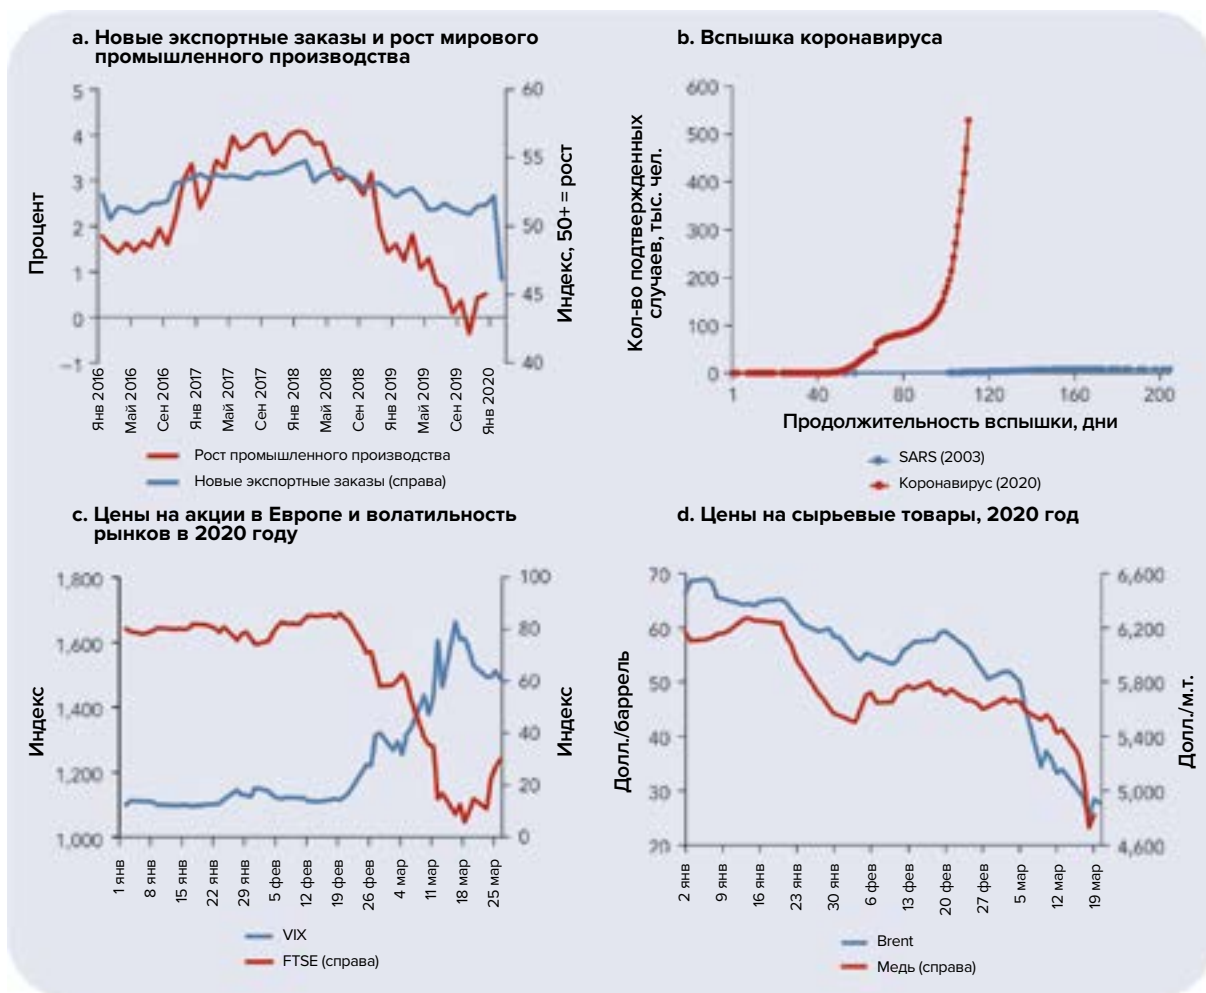 a. Новые экспортные заказы и рост мирового
промышленного производства
5
4
3
2
1
0
−1
Процент
60
55
50
45
40
Индекс, 50+ = рост
Янв 2016
Май 2016
Сен 2016
Янв 2017
Май 2017
Сен 2017
Янв 2018
Май 2018
Сен 2018
Янв 2019
Май 2019
Сен 2019
Янв 2020
Рост промышленного производства
Новые экспортные заказы (справа)
b. Вспышка коронавируса
600
500
400
300
200
100
0
Кол-во подтвержденных
случаев, тыс. чел.
1
40
80
120
160
200
Продолжительность вспышки, дни
SARS (2003)
Коронавирус (2020)
c. Цены на акции в Европе и волатильность
рынков в 2020 году
1,800
1,600
1,400
1,200
1,000
Индекс
100
80
60
40
20
0
Индекс
1 янв
8 янв
15 янв
22 янв
29 янв
5 фев
12 фев
19 фев
26 фев
4 мар
11 мар
18 мар
25 мар
VIX
FTSE (справа)
d. Цены на сырьевые товары, 2020 год
70
60
50
40
30
20
Долл./баррель
6,600
6,200
5,800
5,400
5,000
4,600
Долл./м.т.
2 янв
9 янв
16 янв
23 янв
30 янв
6 фев
13 фев
20 фев
27 фев
5 мар
12 мар
19 мар
Brent
Медь (справа)